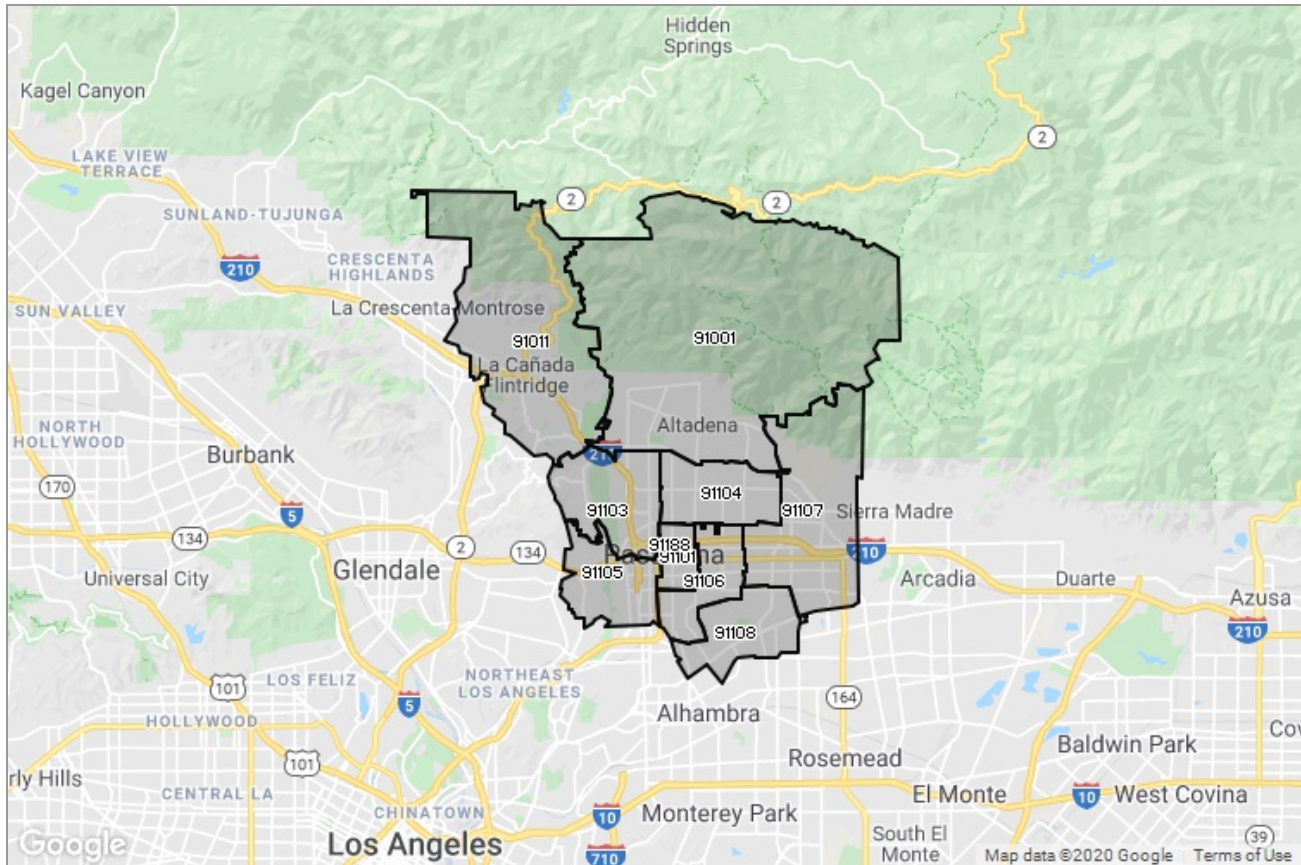 Hidden
Springs
Kagel Canyon
2
LAKE VIEW
TERRACE
2
2
SUNLAND-TUJUNGA
CRESCENTA
HIGHLANDS
210
La Crescenta-Montrose
SUN VALLEY
91011
91001
La Cañada
Flintridge
NORTH
HOLLYWOOD
Altadena
Burbank
170
91104
91107
91103
Sierra Madre
5
134
2
134
91188
91101
210
Universal City
Glendale
91105
91106
Arcadia
Duarte
Azusa
210
91108
101
LOS FELIZ
NORTHEAST
LOS ANGELES
5
164
HOLLYWOOD
Alhambra
101
Rosemead
Baldwin Park
CENTRAL LA
El Monte
10
West Covina
CHINATOWN
10
Monterey Park
Google
Los Angeles
710
South El
Monte
39
Map data ©2020 Google
Terms of Use